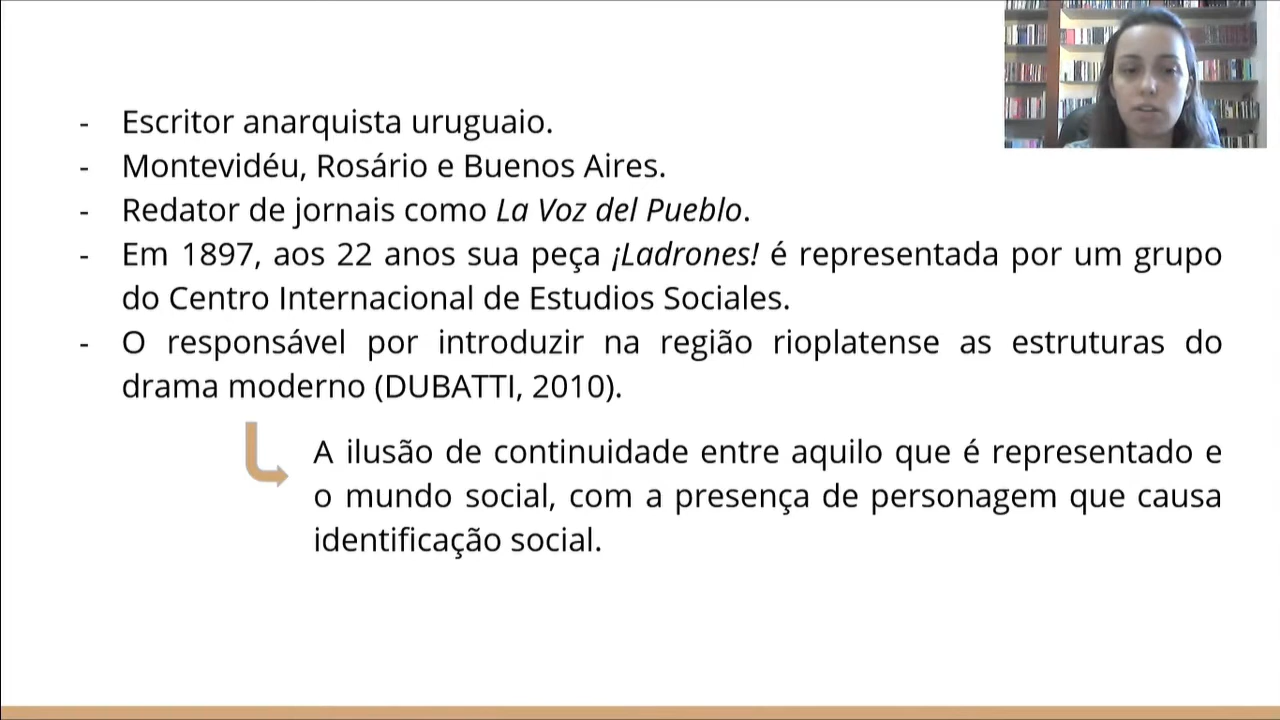 - Escritor anarquista uruguaio.
- Montevidéu, Rosário e Buenos Aires.
- Redator de jornais como La Voz del Pueblo.
- Em 1897, aos 22 anos sua peça ¡Ladrones! é representada por um grupo
do Centro Internacional de Estudios Sociales.
- O responsável por introduzir na região rioplatense as estruturas do
drama moderno (DUBATTI, 2010).
A ilusão de continuidade entre aquilo que é representado e
o mundo social, com a presença de personagem que causa
identificação social.